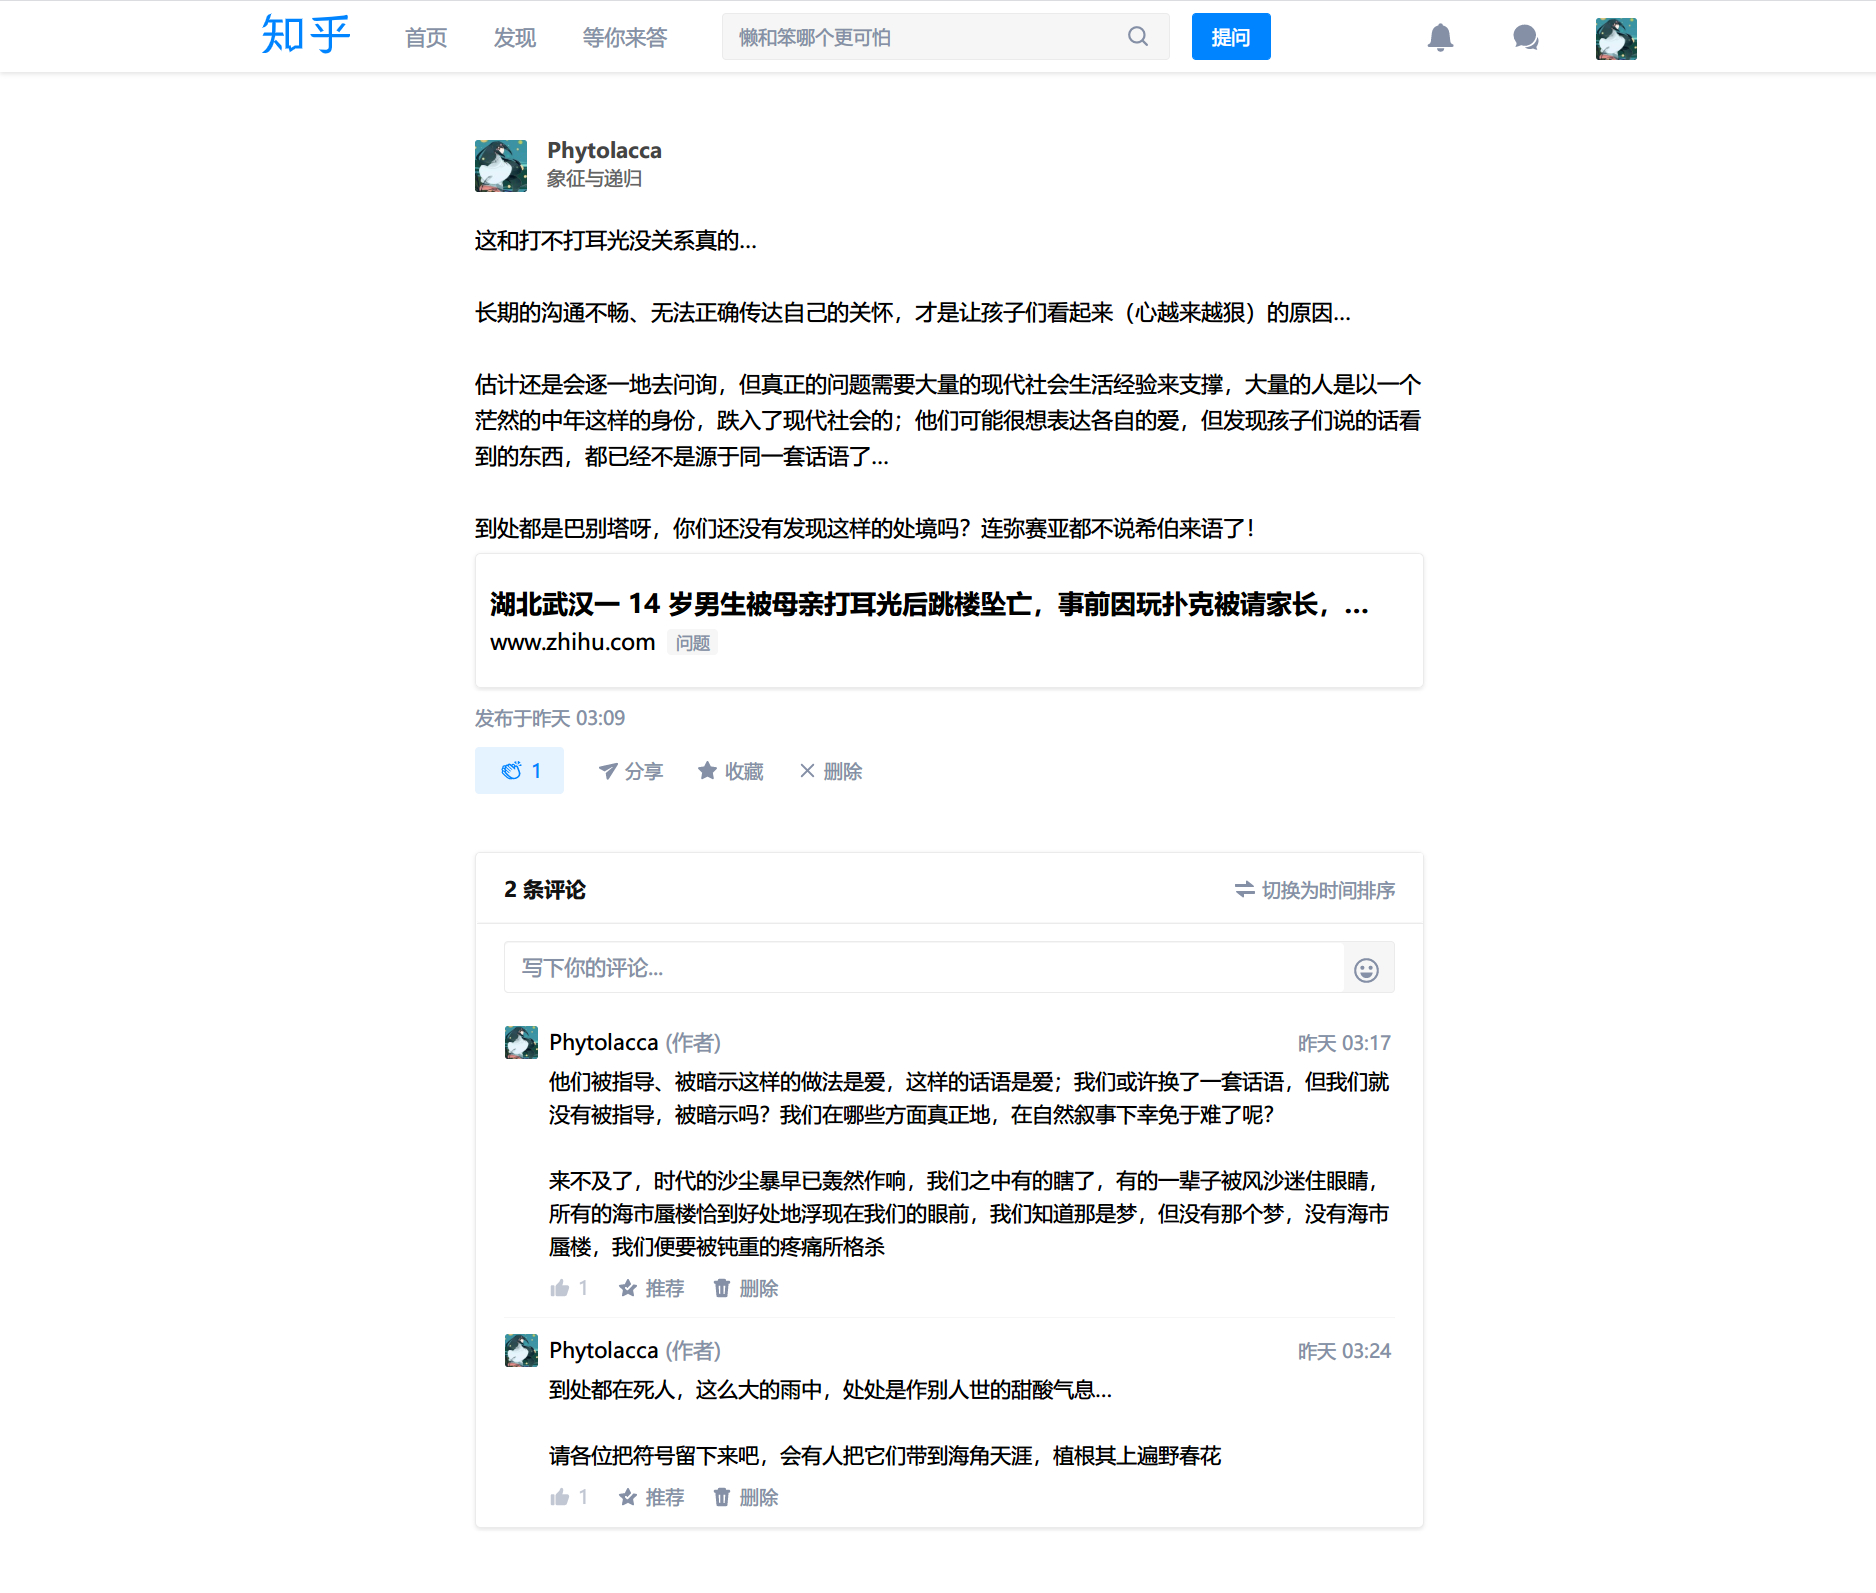 知乎 首页 发现 等你来答 懒和笨哪个更可怕 提问
Phytolacca
象征与递归
这和打不打耳光没关系真的...
长期的沟通不畅、无法正确传达自己的关怀，才是让孩子们看起来（心越来越狠）的原因...
估计还是会逐一地去问询，但真正的问题需要大量的现代社会生活经验来支撑，大量的人是以一个
茫然的中年这样的身份，跌入了现代社会的；他们可能很想表达各自的爱，但发现孩子们说的话看
到的东西，都已经不是源于同一套话语了...
到处都是巴别塔呀，你们还没有发现这样的处境吗？连弥赛亚都不说希伯来语了！
湖北武汉一 14 岁男生被母亲打耳光后跳楼坠亡，事前因玩扑克被请家长，...
www.zhihu.com 问题
发布于昨天 03:09
1 分享 收藏 删除
2 条评论 切换为时间排序
写下你的评论...
Phytolacca (作者) 昨天 03:17
他们被指导、被暗示这样的做法是爱，这样的话语是爱；我们或许换了一套话语，但我们就
没有被指导，被暗示吗？我们在哪些方面真正地，在自然叙事下幸免于难了呢？
来不及了，时代的沙尘暴早已轰然作响，我们之中有的瞎了，有的一辈子被风沙迷住眼睛，
所有的海市蜃楼恰到好处地浮现在我们的眼前，我们知道那是梦，但没有那个梦，没有海市
蜃楼，我们便要被钝重的疼痛所格杀
1 推荐 删除
Phytolacca (作者) 昨天 03:24
到处都在死人，这么大的雨中，处处是作别人世的甜酸气息...
请各位把符号留下来吧，会有人把它们带到海角天涯，植根其上遍野春花
1 推荐 删除